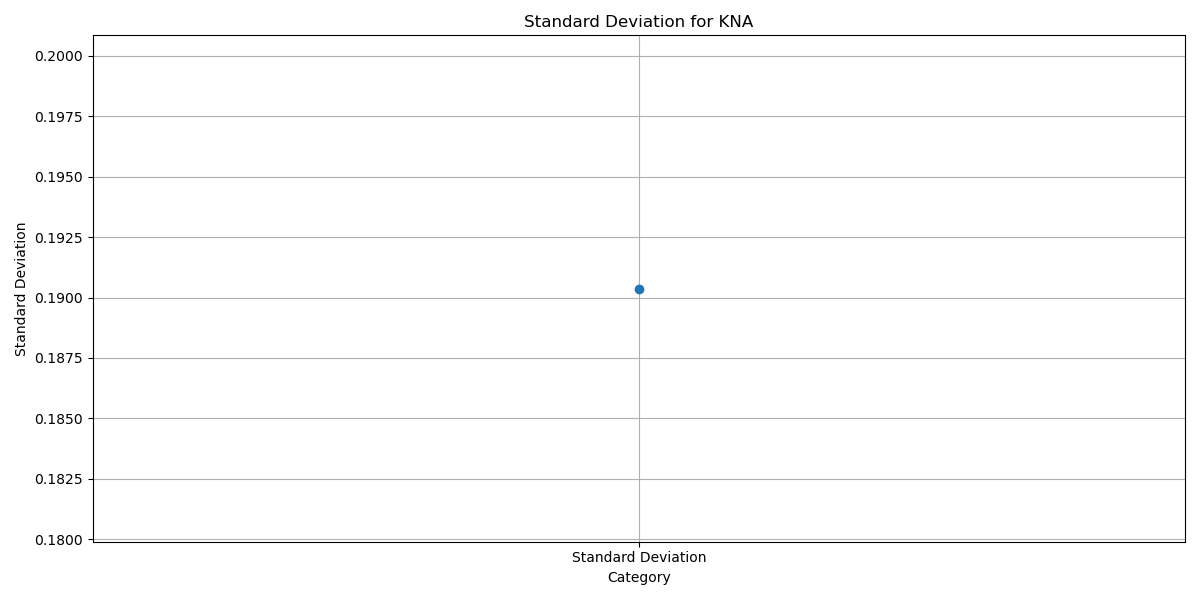 Standard Deviation for KNA
0.2000
0.1975
0.1950
0.1925
0.1900
0.1875
0.1850
0.1825
0.1800
Standard Deviation
Standard Deviation
Category